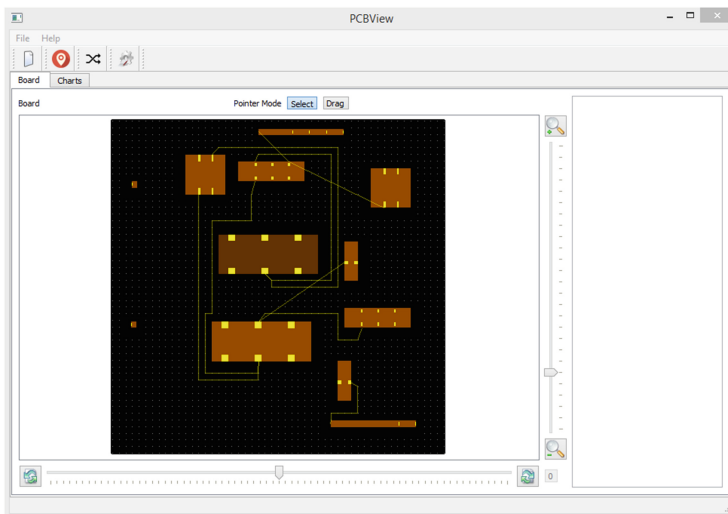 PCBView
File Help
Board Charts
Board Pointer Mode Select Drag
0